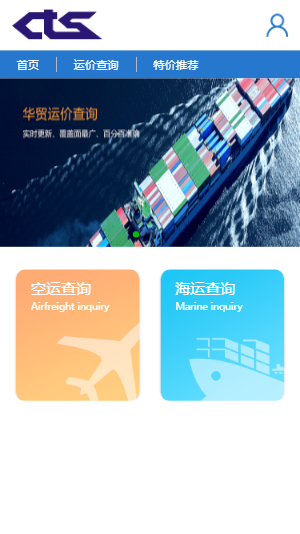 cts
首页
运价查询
特价推荐
华贸运价查询
实时更新、覆盖面最广、百分百准确
空运查询
Airfreight inquiry
海运查询
Marine inquiry